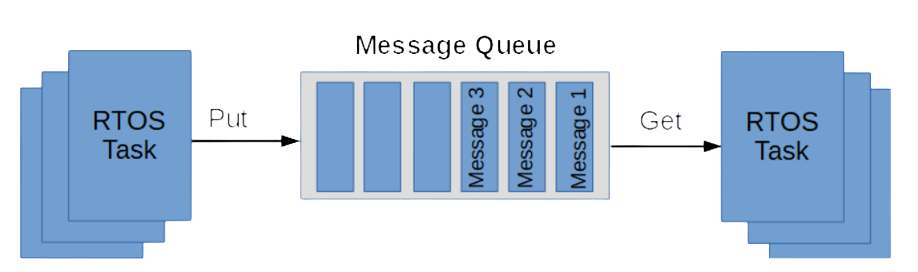 Message Queue
RTOS
Task
Put
Message 3
Message 2
Message 1
Get
RTOS
Task